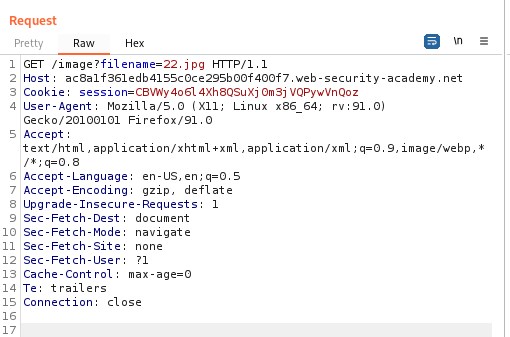 Request
Pretty Raw Hex \n
1 GET /image?filename=22.jpg HTTP/1.1
2 Host: ac8a1f361edb4155c0ce295b00f400f7.web-security-academy.net
3 Cookie: session=CBVWy4o6l4Xh8QSuXj0m3jVQPywVnQoz
4 User-Agent: Mozilla/5.0 (X11; Linux x86_64; rv:91.0)
Gecko/20100101 Firefox/91.0
5 Accept:
text/html,application/xhtml+xml,application/xml;q=0.9,image/webp,*
/*;q=0.8
6 Accept-Language: en-US,en;q=0.5
7 Accept-Encoding: gzip, deflate
8 Upgrade-Insecure-Requests: 1
9 Sec-Fetch-Dest: document
10 Sec-Fetch-Mode: navigate
11 Sec-Fetch-Site: none
12 Sec-Fetch-User: ?1
13 Cache-Control: max-age=0
14 Te: trailers
15 Connection: close
16
17